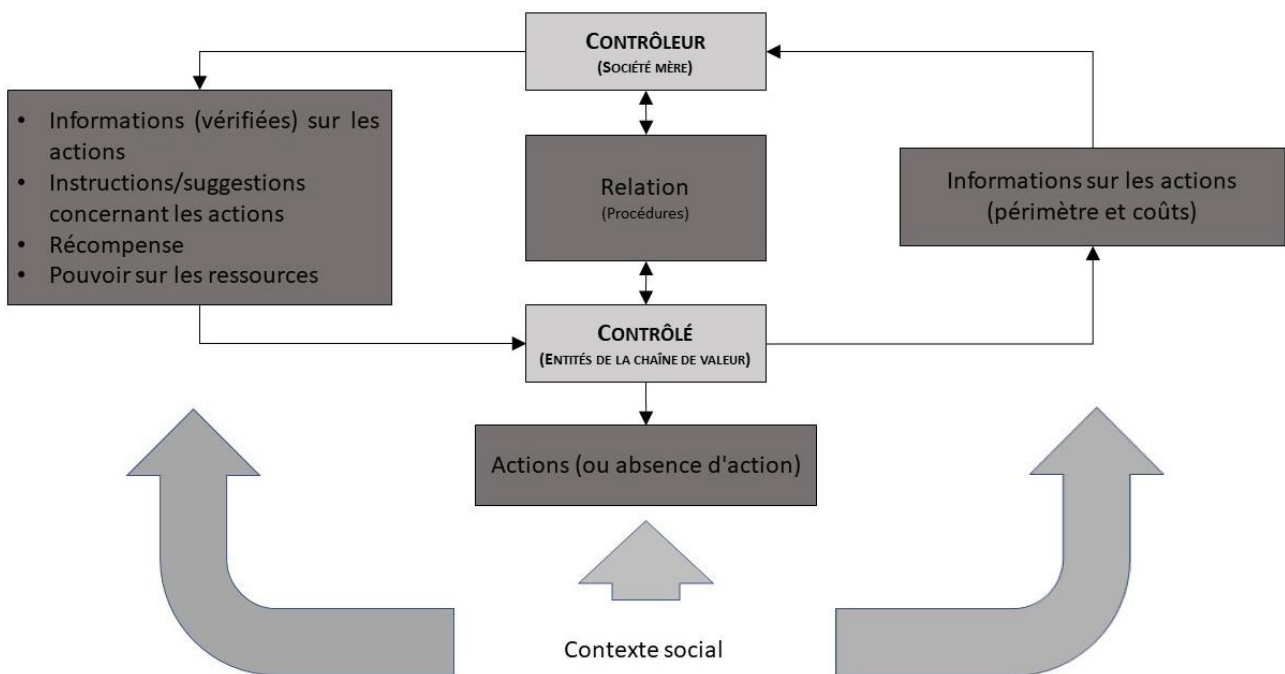 CONTRÔLEUR
(SOCIÉTÉ MÈRE)
• Informations (vérifiées) sur les
actions
• Instructions/suggestions
concernant les actions
• Récompense
• Pouvoir sur les ressources
Relation
(Procédures)
Informations sur les actions
(périmètre et coûts)
CONTRÔLÉ
(ENTITÉS DE LA CHAÎNE DE VALEUR)
Actions (ou absence d'action)
Contexte social